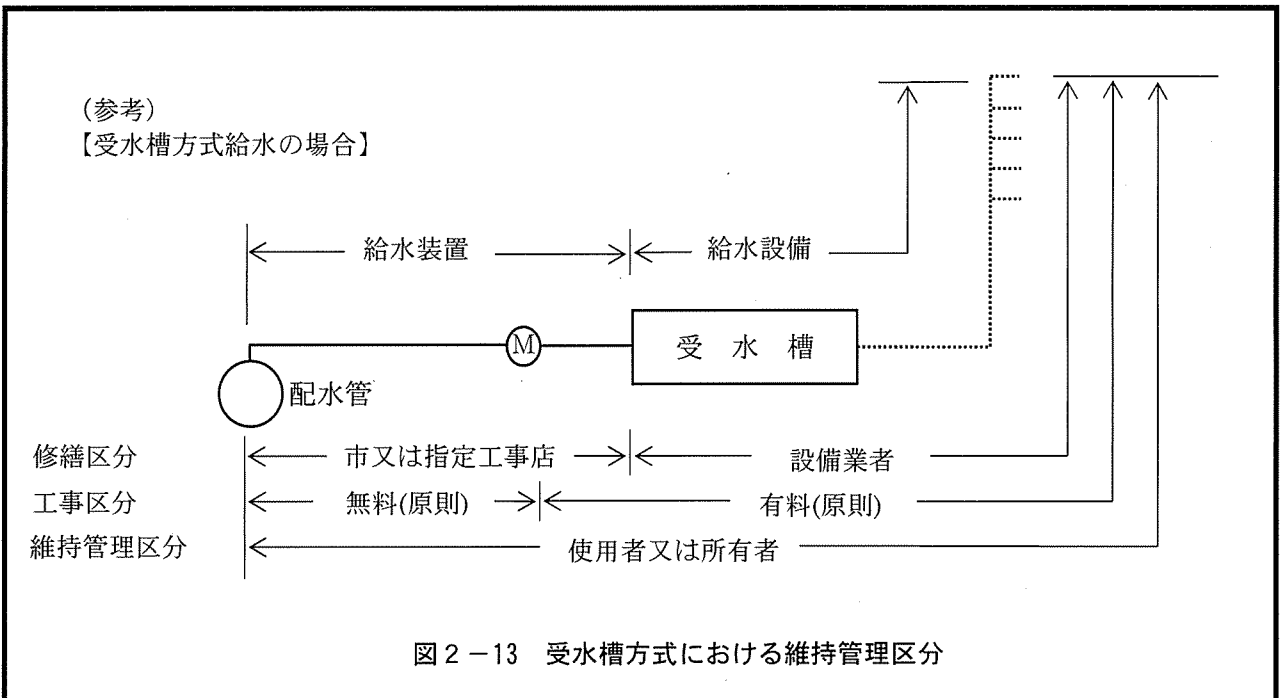 (参考)
【受水槽方式給水の場合】
給水装置 給水設備
M 受水槽
配水管
修繕区分 市又は指定工事店 設備業者
工事区分 無料(原則) 有料(原則)
維持管理区分 使用者又は所有者
図2-13 受水槽方式における維持管理区分